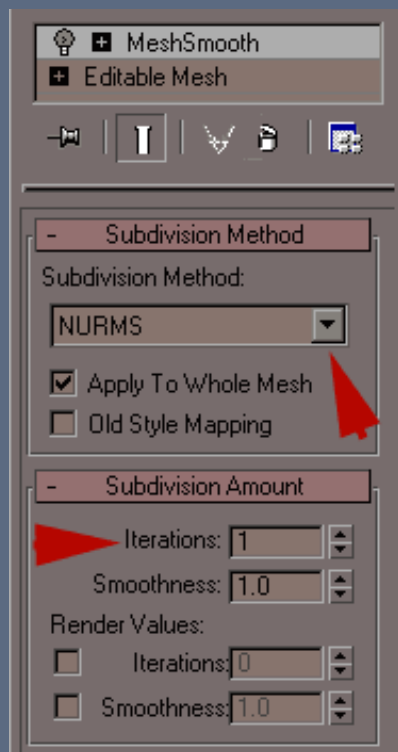 MeshSmooth
Editable Mesh
- Subdivision Method
Subdivision Method:
NURMS
Apply To Whole Mesh
Old Style Mapping
- Subdivision Amount
Iterations: 1
Smoothness: 1.0
Render Values:
Iterations: 0
Smoothness: 1.0